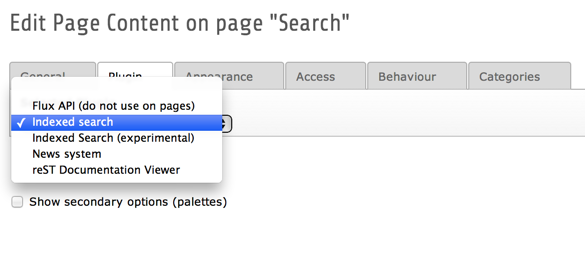 Edit Page Content on page "Search"
General Plugin Appearance Access Behaviour Categories
Flux API (do not use on pages)
✓ Indexed search
Indexed Search (experimental)
News system
reST Documentation Viewer
Show secondary options (palettes)